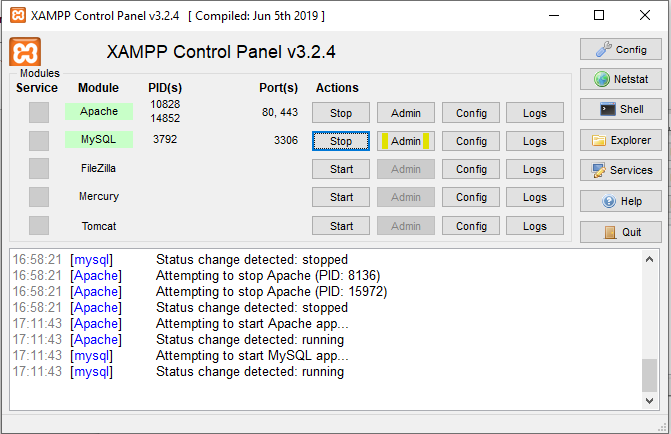 XAMPP Control Panel v3.2.4   [ Compiled: Jun 5th 2019 ]
XAMPP Control Panel v3.2.4
Config
Modules
Service Module PID(s) Port(s) Actions
Netstat
Apache 10828 14852 80, 443 Stop Admin Config Logs
Shell
MySQL 3792 3306 Stop Admin Config Logs
Explorer
FileZilla Start Admin Config Logs
Services
Mercury Start Admin Config Logs
Help
Tomcat Start Admin Config Logs
Quit
16:58:21 [mysql] Status change detected: stopped
16:58:21 [Apache] Attempting to stop Apache (PID: 8136)
16:58:21 [Apache] Attempting to stop Apache (PID: 15972)
16:58:21 [Apache] Status change detected: stopped
17:11:43 [Apache] Attempting to start Apache app...
17:11:43 [Apache] Status change detected: running
17:11:43 [mysql] Attempting to start MySQL app...
17:11:43 [mysql] Status change detected: running